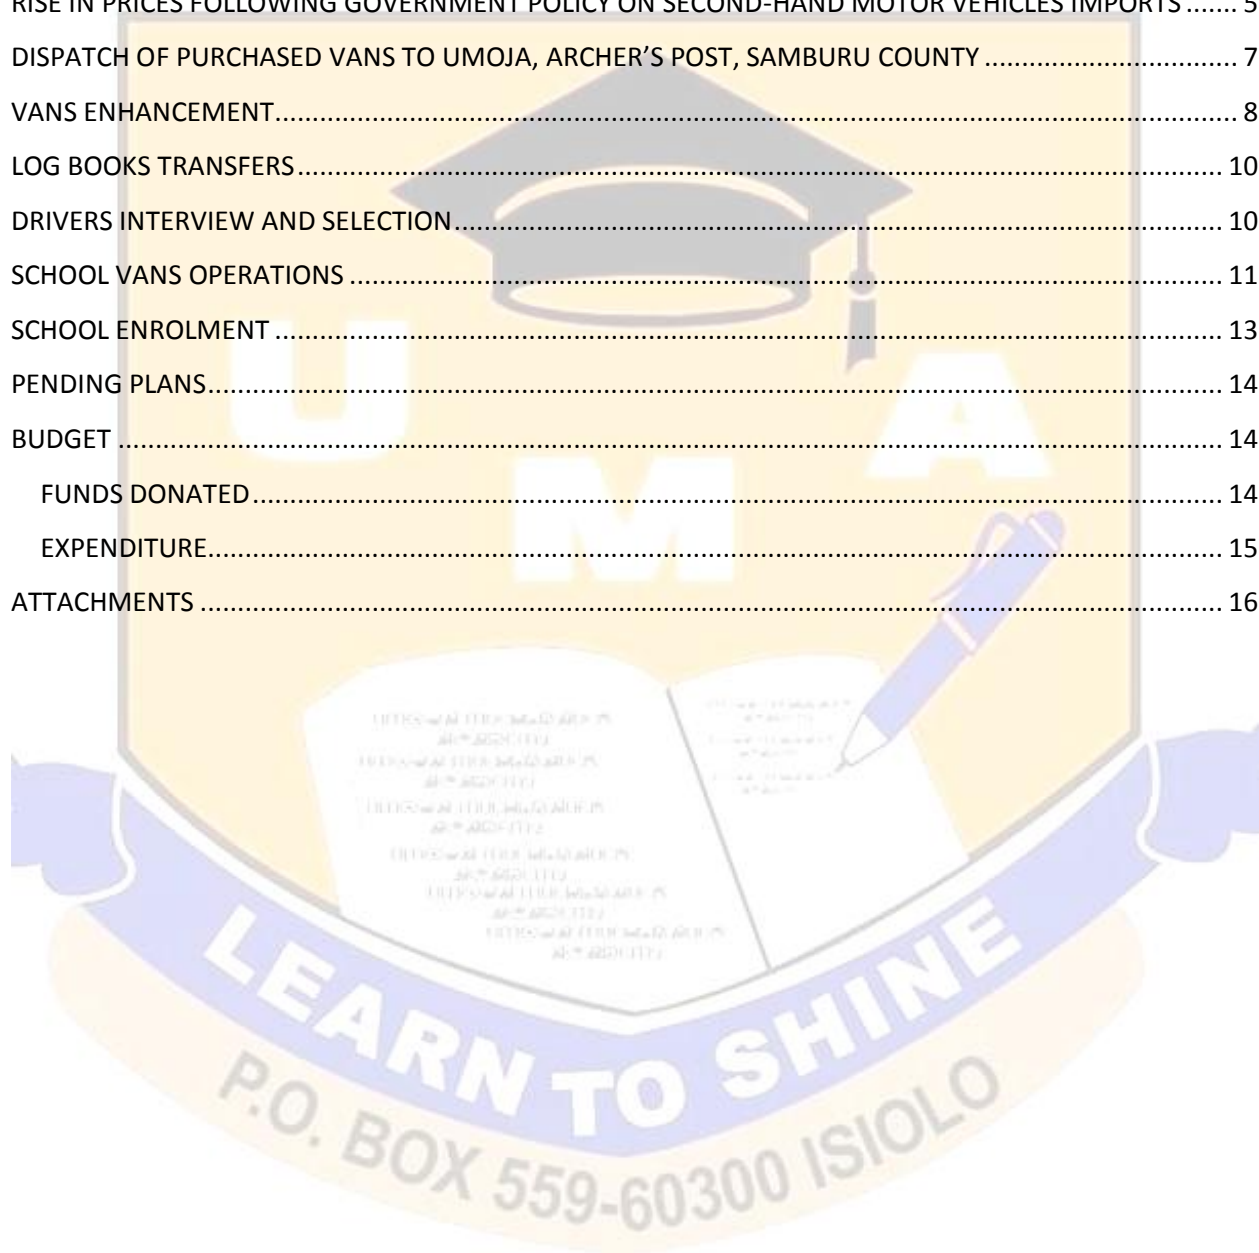 RISE IN PRICES FOLLOWING GOVERNMENT POLICY ON SECOND-HAND MOTOR VEHICLES IMPORTS ....... 5
DISPATCH OF PURCHASED VANS TO UMOJA, ARCHER’S POST, SAMBURU COUNTY .................................. 7
VANS ENHANCEMENT.................................................................................................................................. 8
LOG BOOKS TRANSFERS ............................................................................................................................. 10
DRIVERS INTERVIEW AND SELECTION........................................................................................................ 10
SCHOOL VANS OPERATIONS ...................................................................................................................... 11
SCHOOL ENROLMENT ................................................................................................................................ 13
PENDING PLANS......................................................................................................................................... 14
BUDGET ..................................................................................................................................................... 14
FUNDS DONATED ................................................................................................................................... 14
EXPENDITURE......................................................................................................................................... 15
ATTACHMENTS .......................................................................................................................................... 16
U M A
LEARN TO SHINE
P.O. BOX 559-60300 ISIOLO